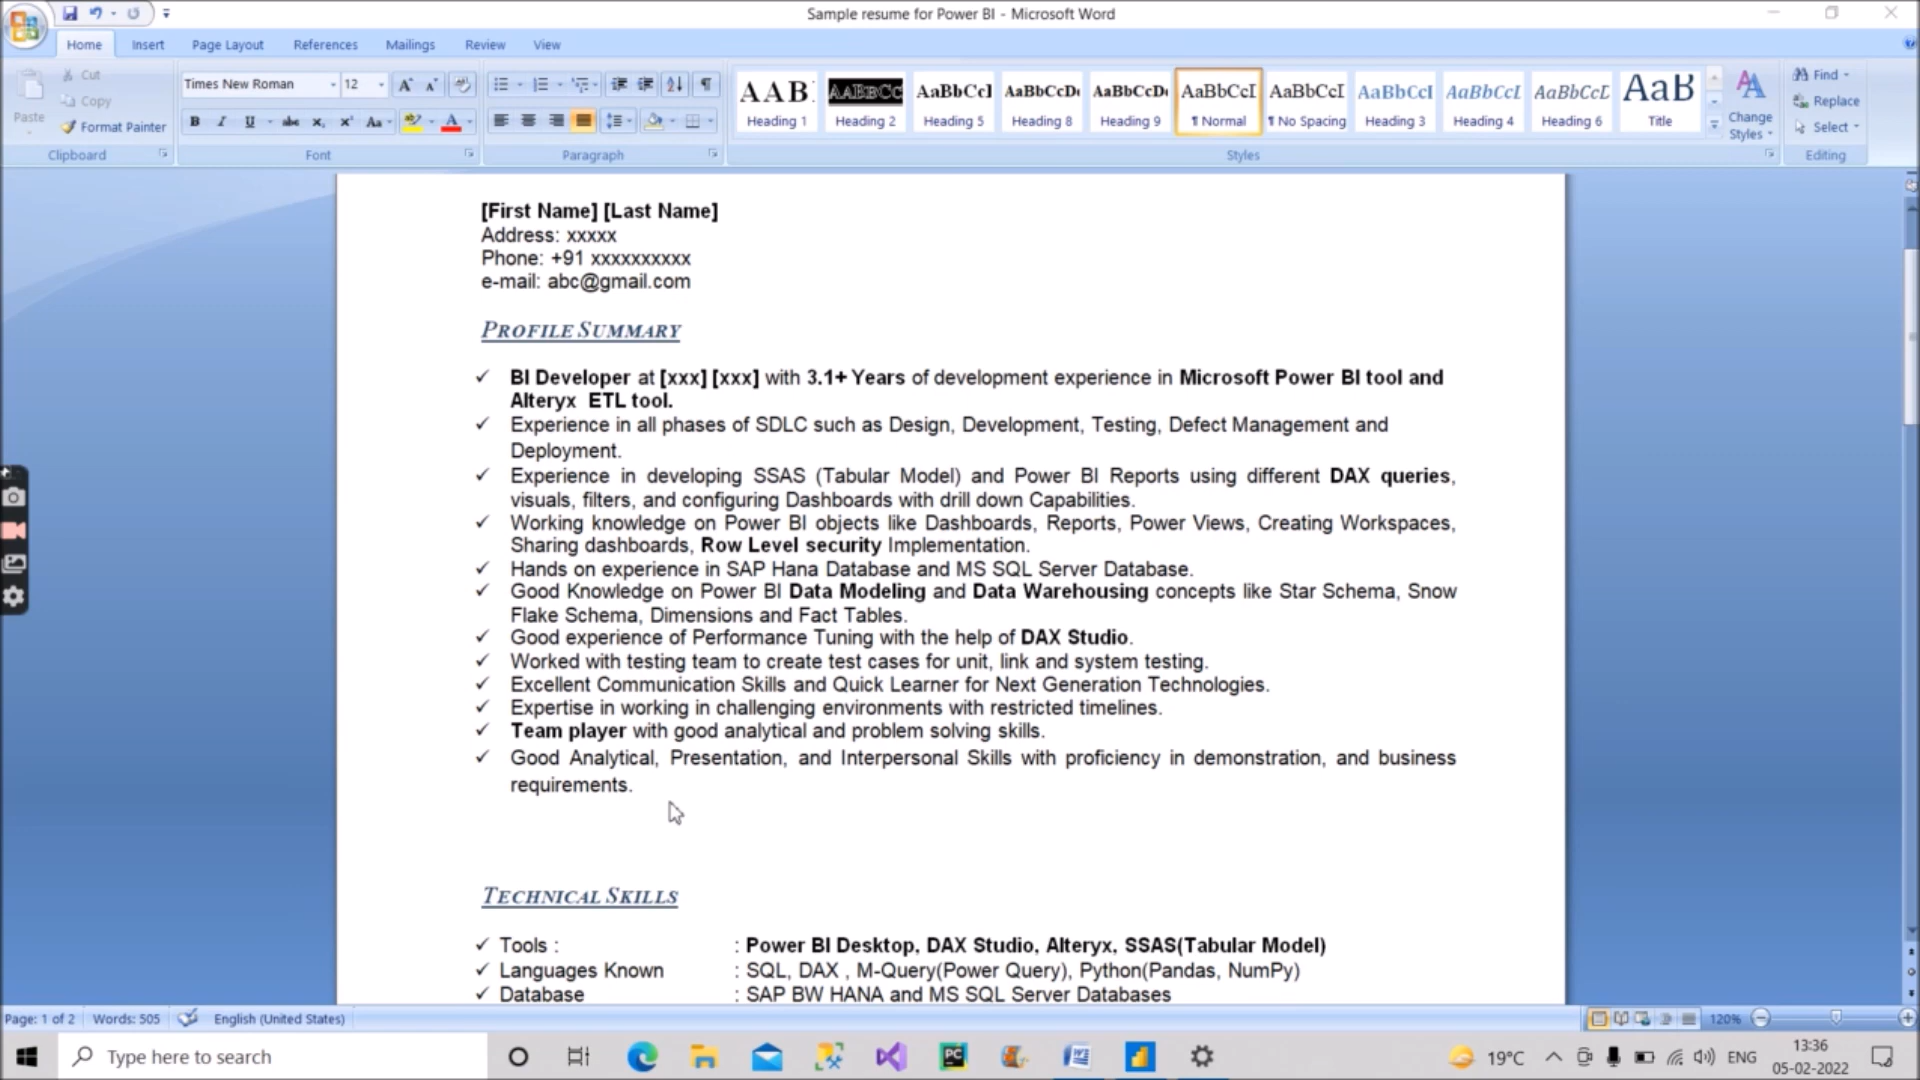 Sample resume for Power BI - Microsoft Word
Home Insert Page Layout References Mailings Review View
Paste
Cut
Copy
Format Painter
Clipboard
Times New Roman 12
B I U abc x₂ x² Aa
Font
Paragraph
AAB AABBCC AaBbCcI AaBbCcDt AaBbCcDt AaBbCcI AaBbCcI AaBbCcI AaBbCcL AaBbCcL AaB
Heading 1 Heading 2 Heading 5 Heading 8 Heading 9 ¶ Normal ¶ No Spacing Heading 3 Heading 4 Heading 6 Title
Change Styles
Styles
Find
Replace
Select
Editing
[First Name] [Last Name]
Address: xxxxx
Phone: +91 xxxxxxxxxx
e-mail: abc@gmail.com
PROFILE SUMMARY
✓ BI Developer at [xxx] [xxx] with 3.1+ Years of development experience in Microsoft Power BI tool and
Alteryx ETL tool.
✓ Experience in all phases of SDLC such as Design, Development, Testing, Defect Management and
Deployment.
✓ Experience in developing SSAS (Tabular Model) and Power BI Reports using different DAX queries,
visuals, filters, and configuring Dashboards with drill down Capabilities.
✓ Working knowledge on Power BI objects like Dashboards, Reports, Power Views, Creating Workspaces,
Sharing dashboards, Row Level security Implementation.
✓ Hands on experience in SAP Hana Database and MS SQL Server Database.
✓ Good Knowledge on Power BI Data Modeling and Data Warehousing concepts like Star Schema, Snow
Flake Schema, Dimensions and Fact Tables.
✓ Good experience of Performance Tuning with the help of DAX Studio.
✓ Worked with testing team to create test cases for unit, link and system testing.
✓ Excellent Communication Skills and Quick Learner for Next Generation Technologies.
✓ Expertise in working in challenging environments with restricted timelines.
✓ Team player with good analytical and problem solving skills.
✓ Good Analytical, Presentation, and Interpersonal Skills with proficiency in demonstration, and business
requirements.
TECHNICAL SKILLS
✓ Tools : : Power BI Desktop, DAX Studio, Alteryx, SSAS(Tabular Model)
✓ Languages Known : SQL, DAX , M-Query(Power Query), Python(Pandas, NumPy)
✓ Database : SAP BW HANA and MS SQL Server Databases
Page: 1 of 2 Words: 505 English (United States) 120%
Type here to search
19°C ENG
13:36
05-02-2022